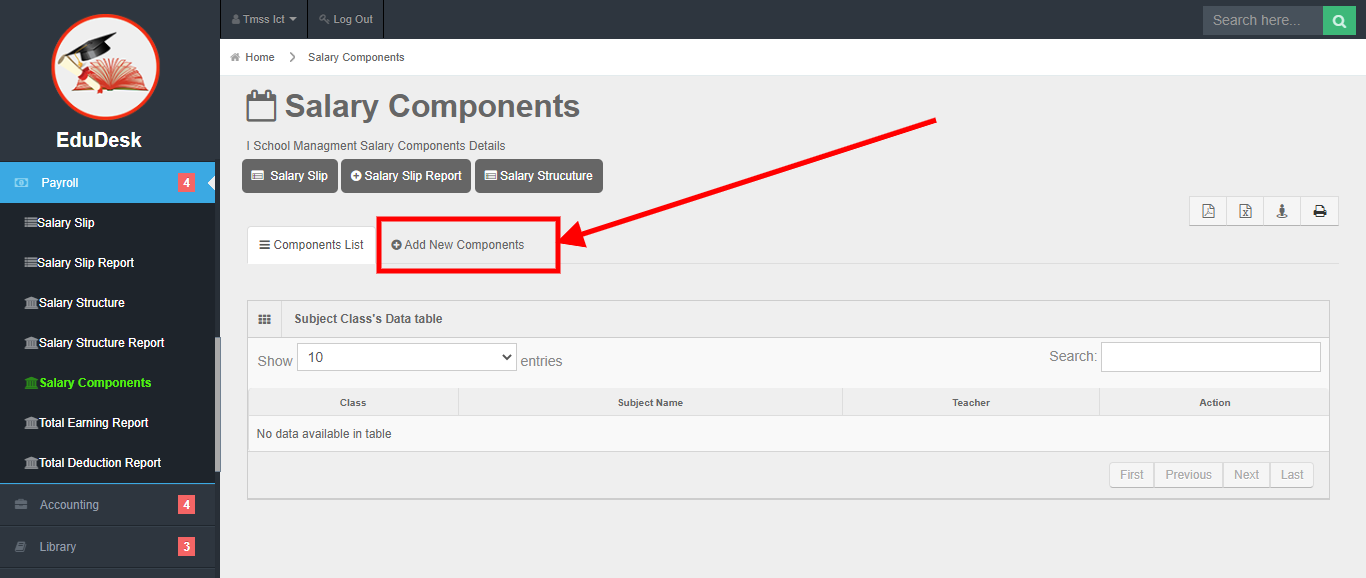 Tmss Ict
Log Out
Search here...
EduDesk
Home
Salary Components
Salary Components
I School Managment Salary Components Details
Salary Slip
Salary Slip Report
Salary Strucuture
Payroll 4
Salary Slip
Salary Slip Report
Salary Structure
Salary Structure Report
Salary Components
Total Earning Report
Total Deduction Report
Accounting 4
Library 3
Components List
Add New Components
Subject Class's Data table
Show 10 entries
Search:
Class Subject Name Teacher Action
No data available in table
First Previous Next Last